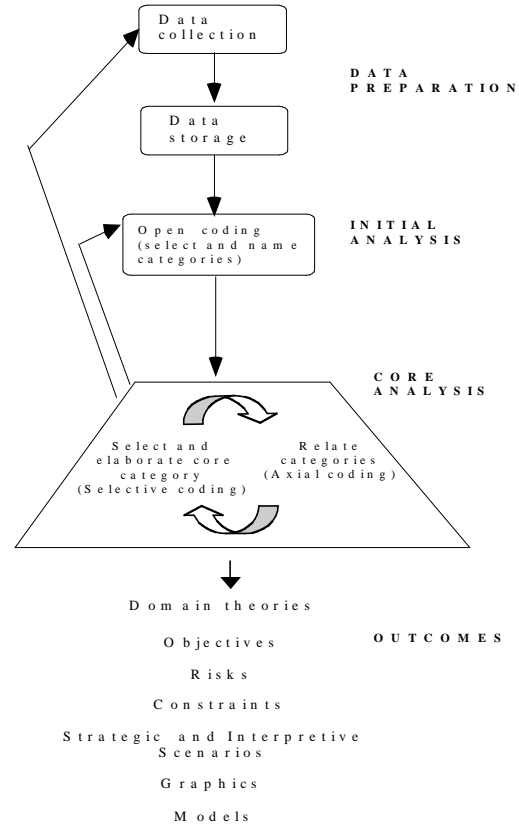 Data
collection
DATA
PREPARATION
Data
storage
Open coding
(select and name
categories)
INITIAL
ANALYSIS
CORE
ANALYSIS
Select and
elaborate core
category
(Selective coding)
Relate
categories
(Axial coding)
Domain theories
Objectives
OUTCOMES
Risks
Constraints
Strategic and Interpretive
Scenarios
Graphics
Models